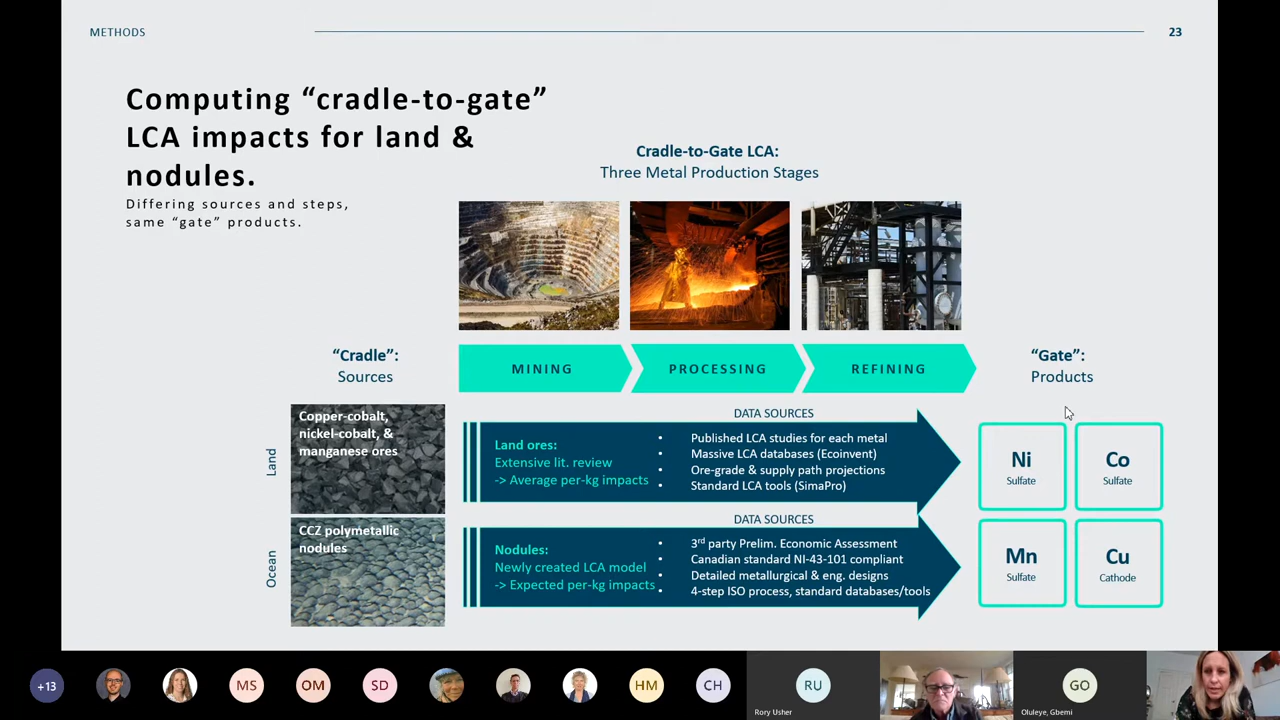 METHODS
23
Computing “cradle-to-gate”
LCA impacts for land &
nodules.
Differing sources and steps,
same “gate” products.
Cradle-to-Gate LCA:
Three Metal Production Stages
“Cradle”:
Sources
MINING
PROCESSING
REFINING
“Gate”:
Products
Land
Copper-cobalt,
nickel-cobalt, &
manganese ores
DATA SOURCES
Land ores:
Extensive lit. review
-> Average per-kg impacts
• Published LCA studies for each metal
• Massive LCA databases (Ecoinvent)
• Ore-grade & supply path projections
• Standard LCA tools (SimaPro)
Ni
Sulfate
Co
Sulfate
Ocean
CCZ polymetallic
nodules
DATA SOURCES
Nodules:
Newly created LCA model
-> Expected per-kg impacts
• 3rd party Prelim. Economic Assessment
• Canadian standard NI-43-101 compliant
• Detailed metallurgical & eng. designs
• 4-step ISO process, standard databases/tools
Mn
Sulfate
Cu
Cathode
+13
MS
OM
SD
HM
CH
RU
Rory Usher
GO
Oluleye, Gbemi